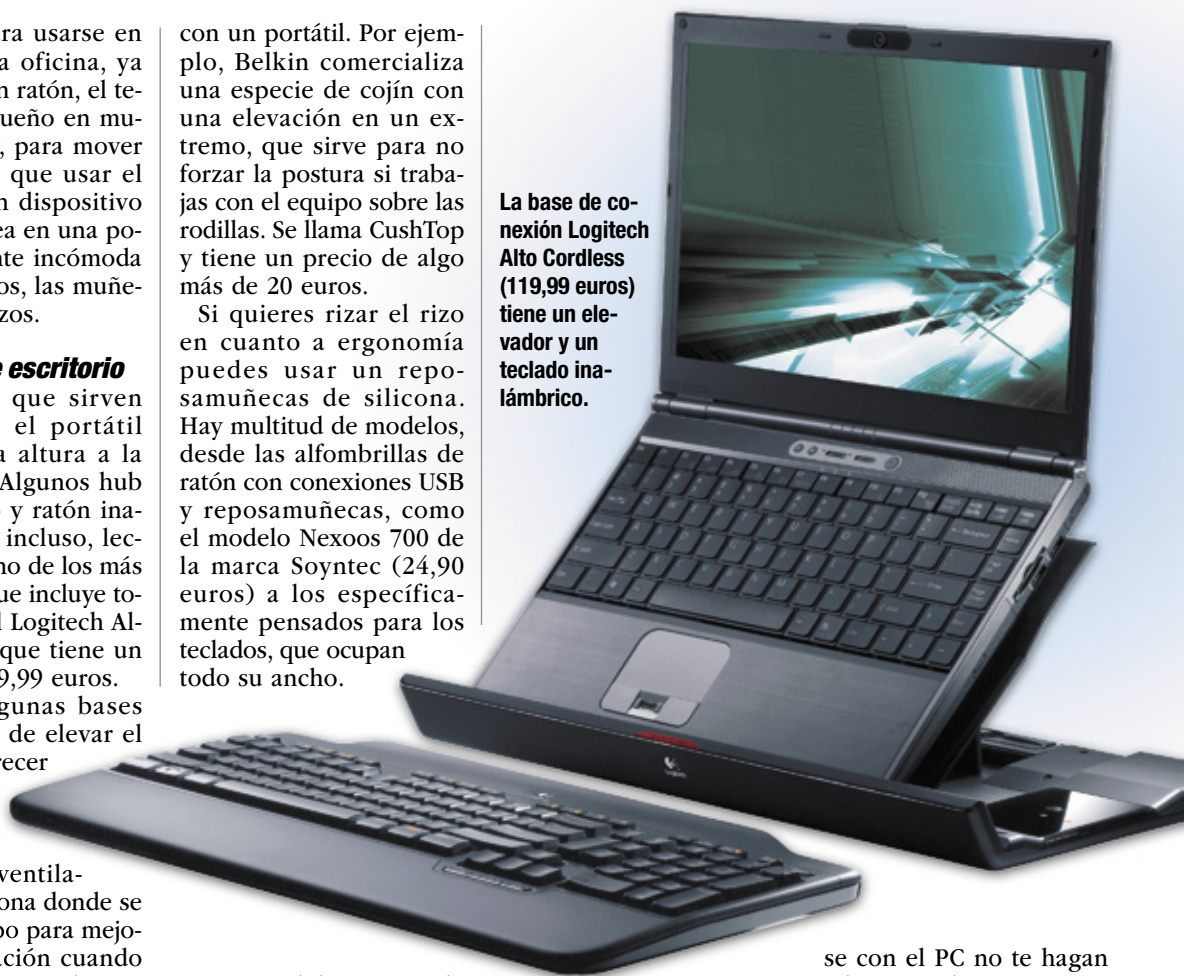 ra usarse en
a oficina, ya
n ratón, el te-
ueño en mu-
, para mover
que usar el
n dispositivo
ea en una po-
nte incómoda
os, las muñe-
zos.
e escritorio
que sirven
el portátil
a altura a la
Algunos hub
y ratón ina-
incluso, lec-
no de los más
ue incluye to-
l Logitech Al-
que tiene un
9,99 euros.
gunas bases
de elevar el
recer
ventila-
ona donde se
po para mejo-
ación cuando
con un portátil. Por ejem-
plo, Belkin comercializa
una especie de cojín con
una elevación en un ex-
tremo, que sirve para no
forzar la postura si traba-
jas con el equipo sobre las
rodillas. Se llama CushTop
y tiene un precio de algo
más de 20 euros.
Si quieres rizar el rizo
en cuanto a ergonomía
puedes usar un repo-
samuñecas de silicona.
Hay multitud de modelos,
desde las alfombrillas de
ratón con conexiones USB
y reposamuñecas, como
el modelo Nexoos 700 de
la marca Soyntec (24,90
euros) a los específica-
mente pensados para los
teclados, que ocupan
todo su ancho.
La base de co-
nexión Logitech
Alto Cordless
(119,99 euros)
tiene un ele-
vador y un
teclado ina-
lámbrico.
Logitech
se con el PC no te hagan